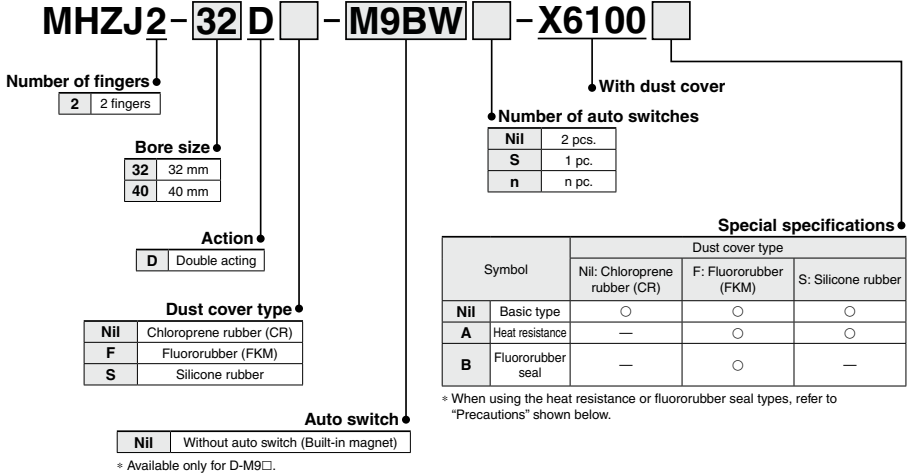 MHZJ2-32D□-M9BW□-X6100□
Number of fingers
2 2 fingers
With dust cover
Number of auto switches
Nil 2 pcs.
S 1 pc.
n n pc.
Bore size
32 32 mm
40 40 mm
Action
D Double acting
Dust cover type
Nil Chloroprene rubber (CR)
F Fluororubber (FKM)
S Silicone rubber
Auto switch
Nil Without auto switch (Built-in magnet)
∗ Available only for D-M9□.
Special specifications
Symbol
Dust cover type
Nil: Chloroprene
rubber (CR)
F: Fluororubber
(FKM)
S: Silicone rubber
Nil Basic type ○ ○ ○
A Heat resistance — ○ ○
B Fluororubber
seal — ○ —
∗ When using the heat resistance or fluororubber seal types, refer to
“Precautions” shown below.